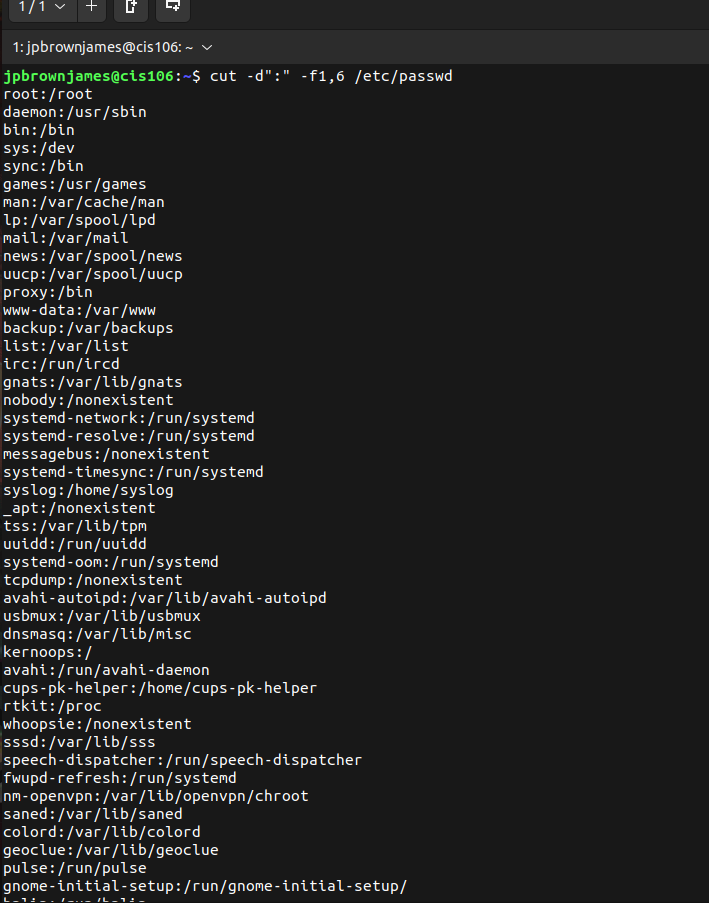 1 / 1
1: jpbrownjames@cis106: ~
jpbrownjames@cis106:~$ cut -d":" -f1,6 /etc/passwd
root:/root
daemon:/usr/sbin
bin:/bin
sys:/dev
sync:/bin
games:/usr/games
man:/var/cache/man
lp:/var/spool/lpd
mail:/var/mail
news:/var/spool/news
uucp:/var/spool/uucp
proxy:/bin
www-data:/var/www
backup:/var/backups
list:/var/list
irc:/run/ircd
gnats:/var/lib/gnats
nobody:/nonexistent
systemd-network:/run/systemd
systemd-resolve:/run/systemd
messagebus:/nonexistent
systemd-timesync:/run/systemd
syslog:/home/syslog
_apt:/nonexistent
tss:/var/lib/tpm
uuidd:/run/uuidd
systemd-oom:/run/systemd
tcpdump:/nonexistent
avahi-autoipd:/var/lib/avahi-autoipd
usbmux:/var/lib/usbmux
dnsmasq:/var/lib/misc
kernoops:/
avahi:/run/avahi-daemon
cups-pk-helper:/home/cups-pk-helper
rtkit:/proc
whoopsie:/nonexistent
sssd:/var/lib/sss
speech-dispatcher:/run/speech-dispatcher
fwupd-refresh:/run/systemd
nm-openvpn:/var/lib/openvpn/chroot
saned:/var/lib/saned
colord:/var/lib/colord
geoclue:/var/lib/geoclue
pulse:/run/pulse
gnome-initial-setup:/run/gnome-initial-setup/